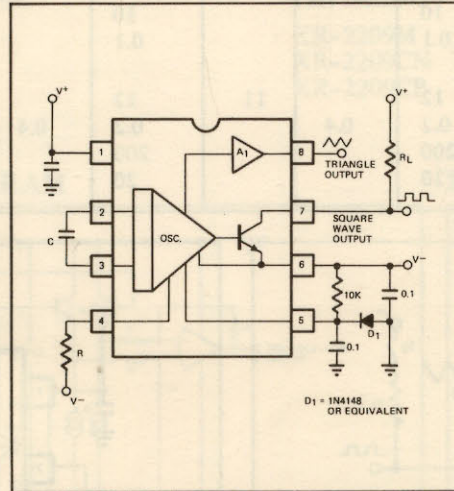 V+
V+
1
A1
8
TRIANGLE
OUTPUT
RL
2
7
SQUARE
WAVE
OUTPUT
C
OSC.
3
6
V−
10K
0.1
4
5
D1
R
0.1
V−
D1 = 1N4148
OR EQUIVALENT